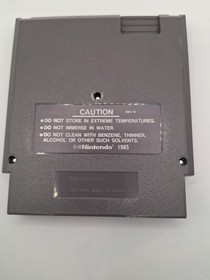 CAUTION
•DO NOT STORE IN EXTREME TEMPERATURES.
•DO NOT IMMERSE IN WATER.
•DO NOT CLEAN WITH BENZENE, THINNER,
ALCOHOL OR OTHER SUCH SOLVENTS.
©®Nintendo® 1985